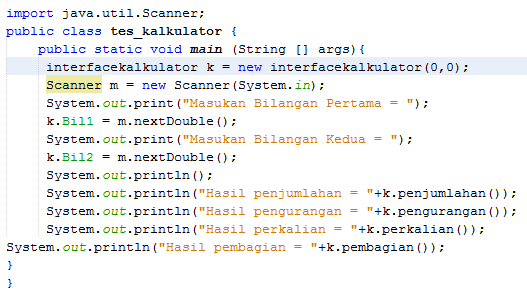 import java.util.Scanner;
public class tes_kalkulator {
public static void main (String [] args){
interfacekalkulator k = new interfacekalkulator(0,0);
Scanner m = new Scanner(System.in);
System.out.print("Masukan Bilangan Pertama = ");
k.Bil1 = m.nextDouble();
System.out.print("Masukan Bilangan Kedua = ");
k.Bil2 = m.nextDouble();
System.out.println();
System.out.println("Hasil penjumlahan = "+k.penjumlahan());
System.out.println("Hasil pengurangan = "+k.pengurangan());
System.out.println("Hasil perkalian = "+k.perkalian());
System.out.println("Hasil pembagian = "+k.pembagian());
}
}